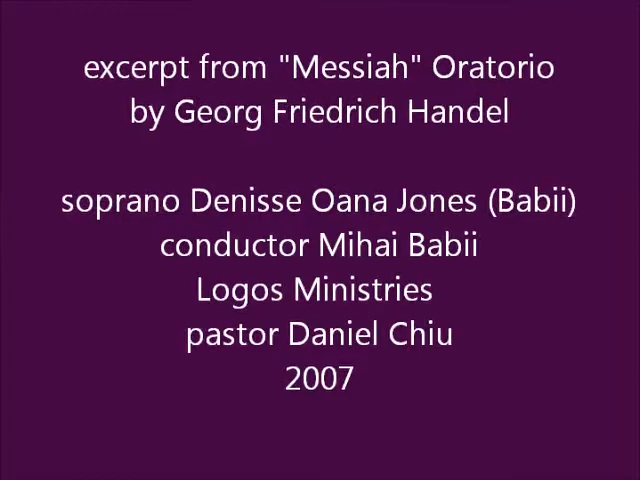 excerpt from "Messiah" Oratorio
by Georg Friedrich Handel
soprano Denisse Oana Jones (Babii)
conductor Mihai Babii
Logos Ministries
pastor Daniel Chiu
2007